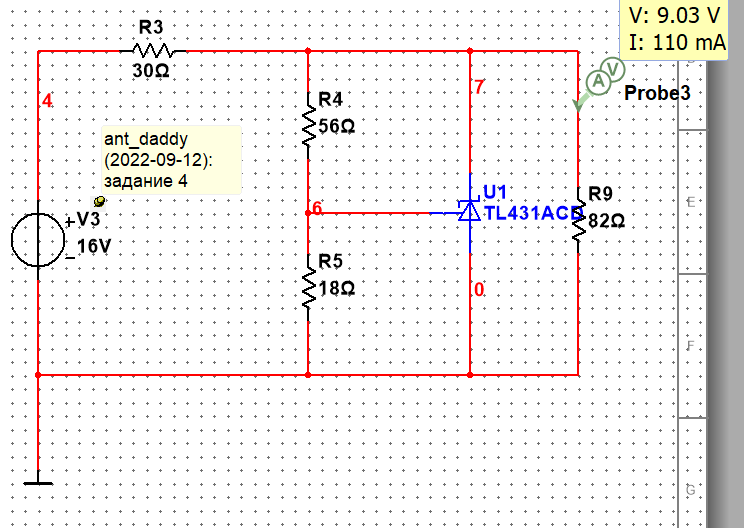 V: 9.03 V
I: 110 mA
R3
30Ω
4
ant_daddy
(2022-09-12):
задание 4
R4
56Ω
7
A
V
Probe3
+
V3
16V
–
6
U1
TL431ACD
R9
82Ω
E
R5
18Ω
0
F
G